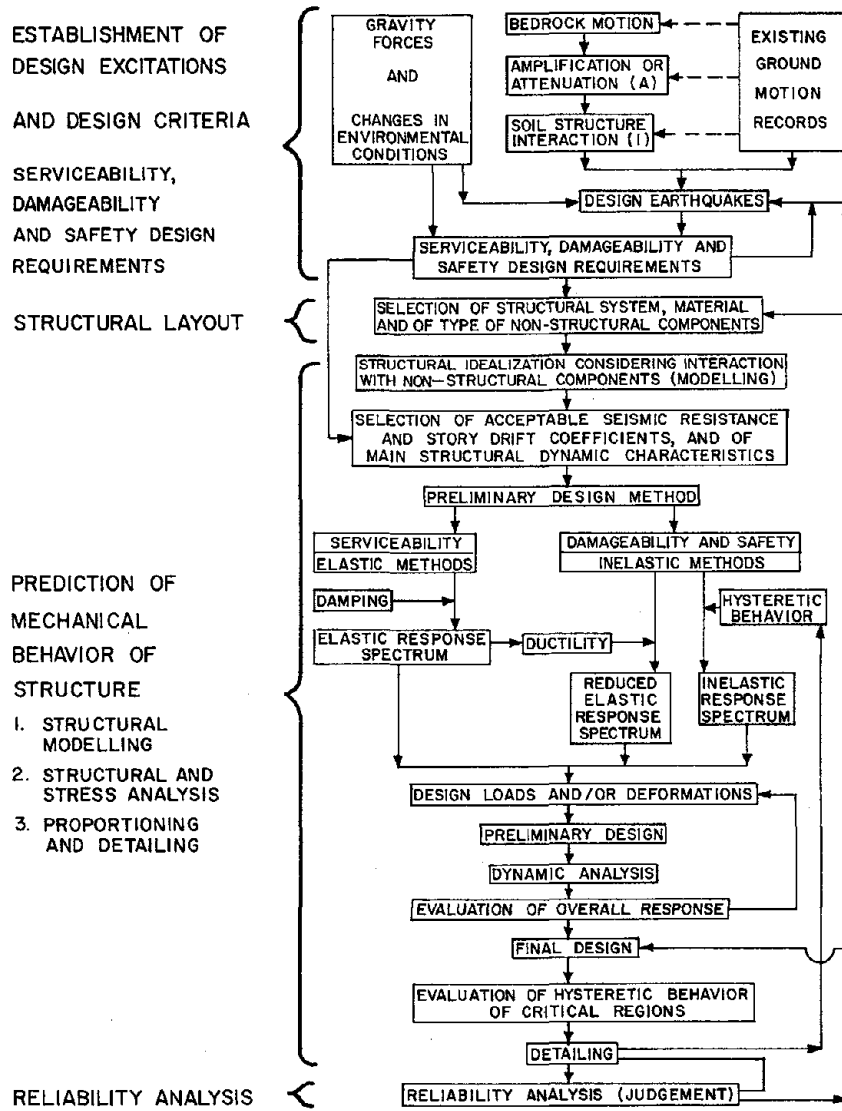 ESTABLISHMENT OF
DESIGN EXCITATIONS
AND DESIGN CRITERIA
SERVICEABILITY,
DAMAGEABILITY
AND SAFETY DESIGN
REQUIREMENTS
GRAVITY
FORCES
AND
CHANGES IN
ENVIRONMENTAL
CONDITIONS
BEDROCK MOTION
AMPLIFICATION OR
ATTENUATION (A)
SOIL STRUCTURE
INTERACTION (I)
EXISTING
GROUND
MOTION
RECORDS
DESIGN EARTHQUAKES
SERVICEABILITY, DAMAGEABILITY AND
SAFETY DESIGN REQUIREMENTS
STRUCTURAL LAYOUT
SELECTION OF STRUCTURAL SYSTEM, MATERIAL
AND OF TYPE OF NON-STRUCTURAL COMPONENTS
STRUCTURAL IDEALIZATION CONSIDERING INTERACTION
WITH NON-STRUCTURAL COMPONENTS (MODELLING)
SELECTION OF ACCEPTABLE SEISMIC RESISTANCE
AND STORY DRIFT COEFFICIENTS, AND OF
MAIN STRUCTURAL DYNAMIC CHARACTERISTICS
PRELIMINARY DESIGN METHOD
SERVICEABILITY
ELASTIC METHODS
DAMAGEABILITY AND SAFETY
INELASTIC METHODS
PREDICTION OF
MECHANICAL
BEHAVIOR OF
STRUCTURE
1. STRUCTURAL
MODELLING
2. STRUCTURAL AND
STRESS ANALYSIS
3. PROPORTIONING
AND DETAILING
DAMPING
HYSTERETIC
BEHAVIOR
ELASTIC RESPONSE
SPECTRUM
DUCTILITY
REDUCED
ELASTIC
RESPONSE
SPECTRUM
INELASTIC
RESPONSE
SPECTRUM
DESIGN LOADS AND/OR DEFORMATIONS
PRELIMINARY DESIGN
DYNAMIC ANALYSIS
EVALUATION OF OVERALL RESPONSE
FINAL DESIGN
EVALUATION OF HYSTERETIC BEHAVIOR
OF CRITICAL REGIONS
DETAILING
RELIABILITY ANALYSIS
RELIABILITY ANALYSIS (JUDGEMENT)